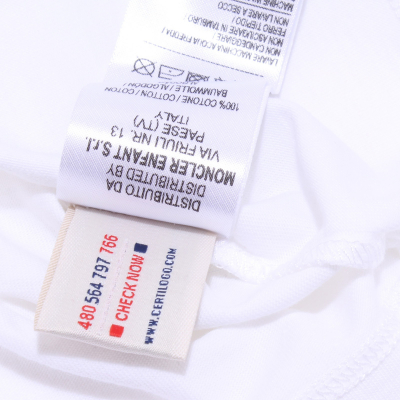 LAVARE MACCHINA ACQUA FREDDA /
NON CANDEGGIARE /
NON ASCIUGARE IN TAMBURO
FERRO TIEPIDO /
NON LAVARE A SECCO
MACHINE
100% COTONE / COTTON / COTTON /
BAUMWOLLE / ALGODON /
DISTRIBUITO DA
DISTRIBUTED BY
MONCLER ENFANT S.r.l.
VIA FRIULI NR. 13
PAESE (TV)
ITALY
480 564 797 766
CHECK NOW
WWW.CERTILOGO.COM